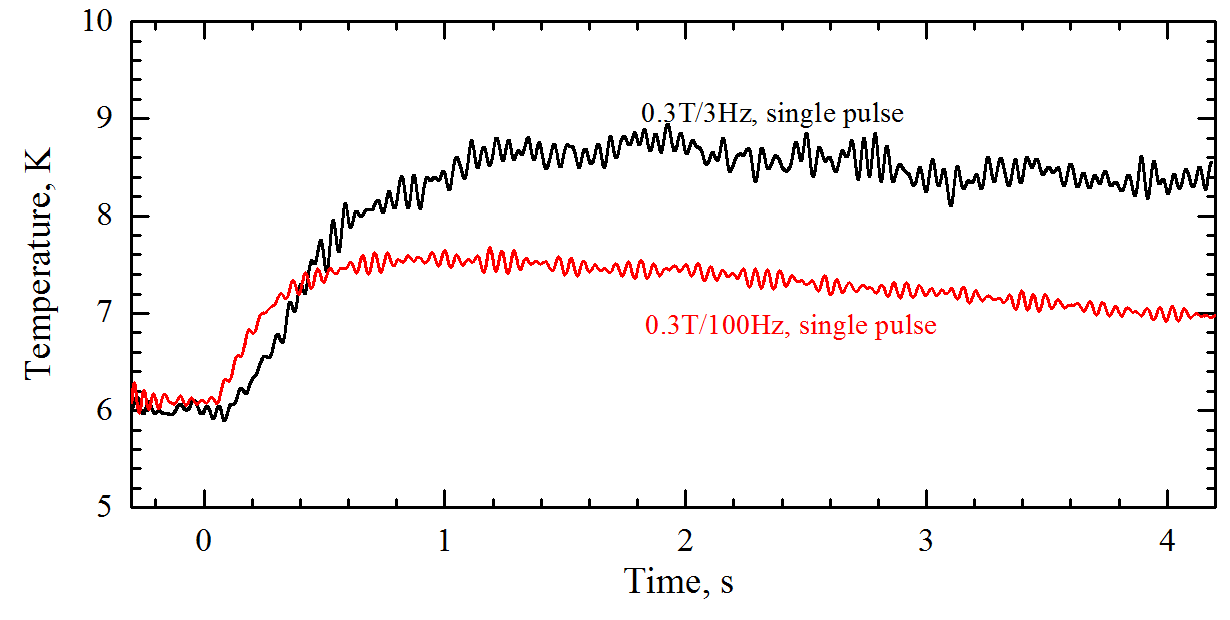 10
9
8
7
6
5
Temperature, K
0.3T/3Hz, single pulse
0.3T/100Hz, single pulse
0 1 2 3 4
Time, s